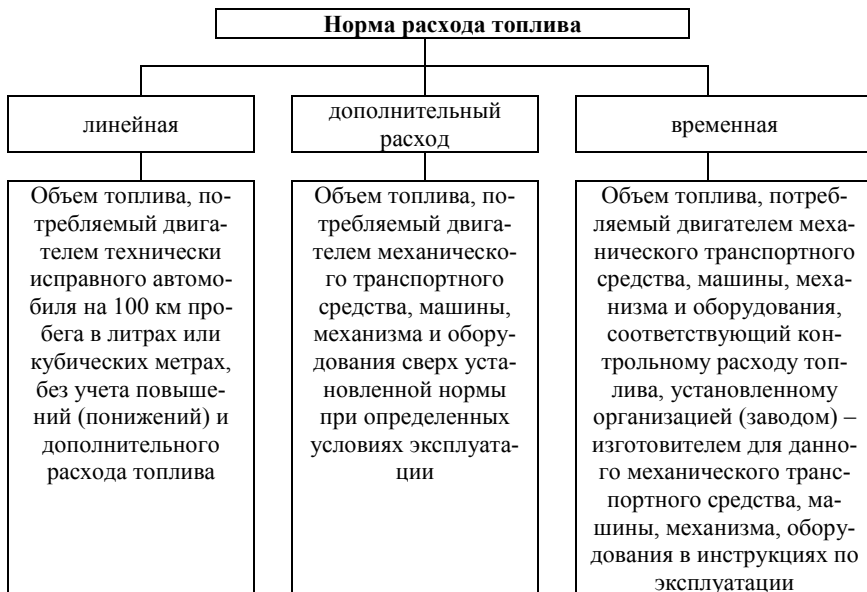 Норма расхода топлива
линейная
дополнительный
расход
временная
Объем топлива, по-
требляемый двига-
телем технически
исправного автомо-
биля на 100 км про-
бега в литрах или
кубических метрах,
без учета повыше-
ний (понижений) и
дополнительного
расхода топлива
Объем топлива, по-
требляемый двига-
телем механическо-
го транспортного
средства, машины,
механизма и обору-
дования сверх уста-
новленной нормы
при определенных
условиях эксплуата-
ции
Объем топлива, потреб-
ляемый двигателем меха-
нического транспортного
средства, машины, меха-
низма и оборудования,
соответствующий кон-
трольному расходу топ-
лива, установленному
организацией (заводом) –
изготовителем для данно-
го механического транс-
портного средства, ма-
шины, механизма, обору-
дования в инструкциях по
эксплуатации